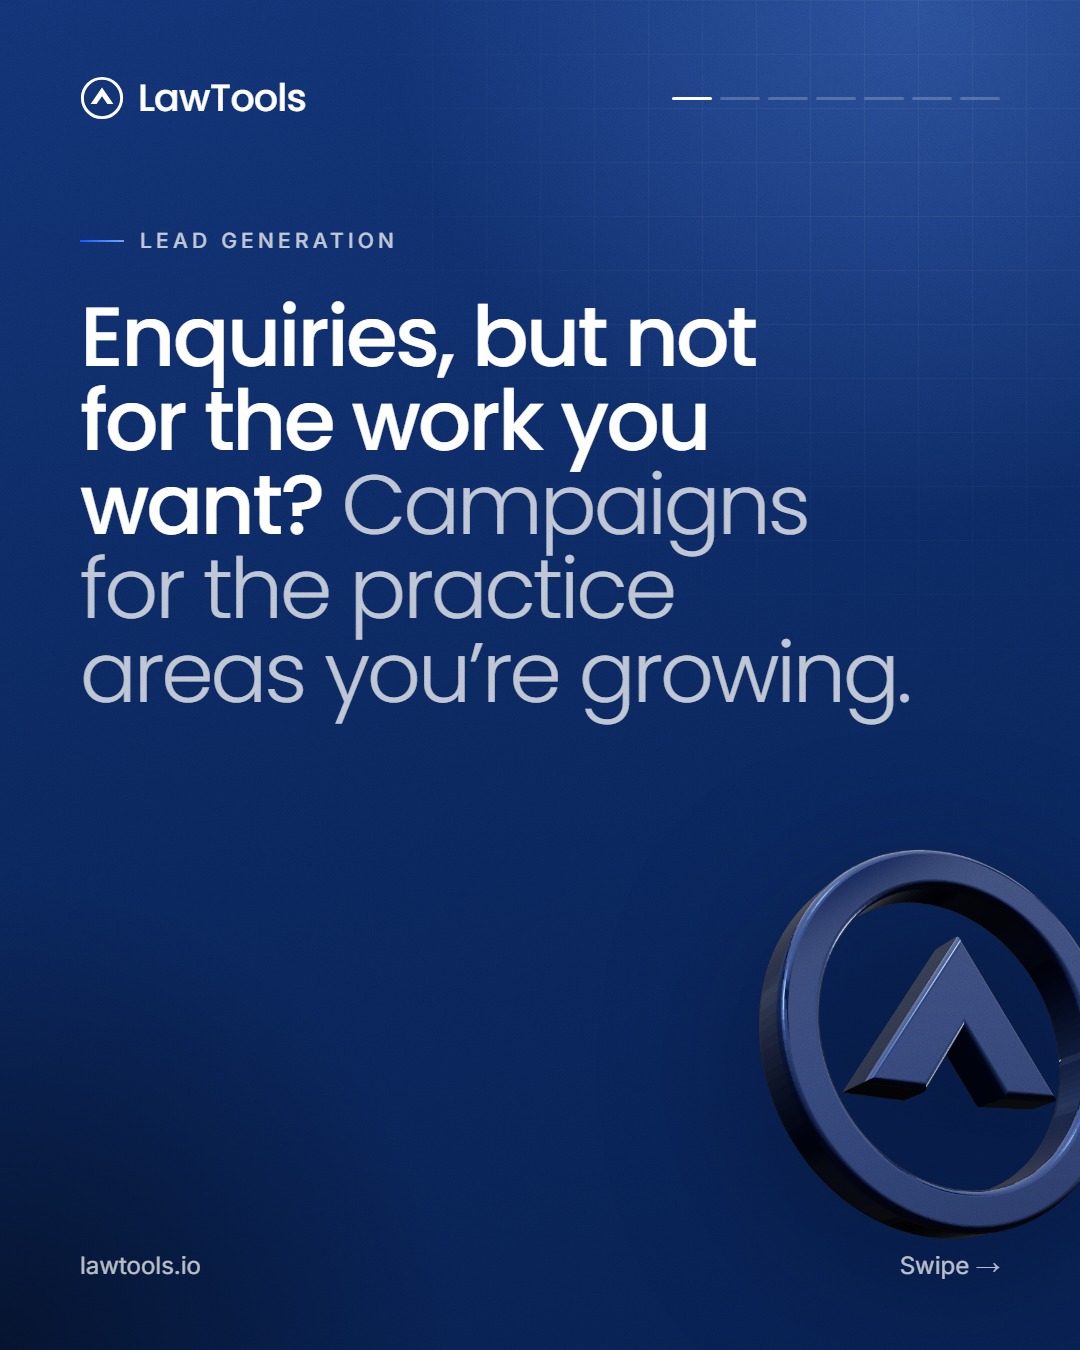 LawTools
LEAD GENERATION
Enquiries, but not
for the work you
want? Campaigns
for the practice
areas you’re growing.
lawtools.io
Swipe →